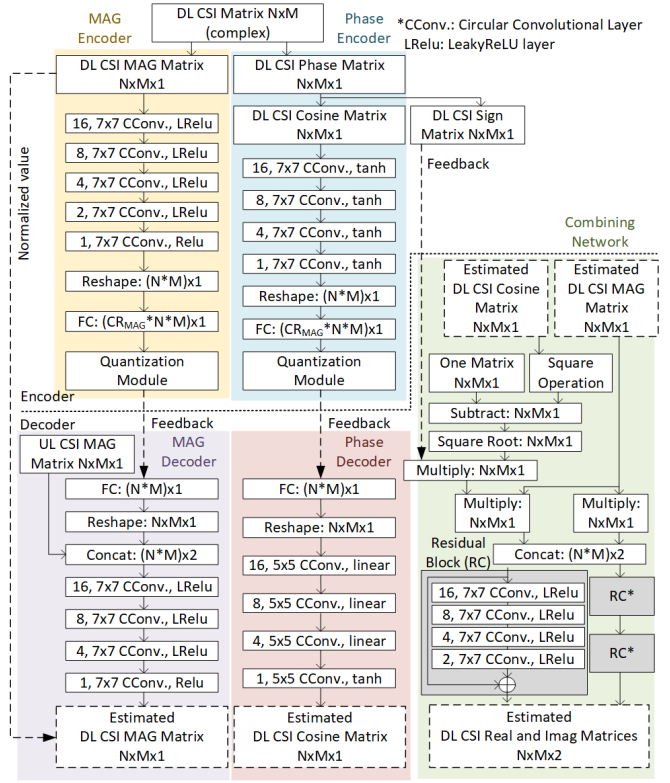 MAG
Encoder
DL CSI Matrix NxM
(complex)
Phase
Encoder
*CConv.: Circular Convolutional Layer
LRelu: LeakyReLU layer
DL CSI MAG Matrix
NxMx1
16, 7x7 CConv., LRelu
8, 7x7 CConv., LRelu
4, 7x7 CConv., LRelu
2, 7x7 CConv., LRelu
1, 7x7 CConv., Relu
Reshape: (N*M)x1
FC: (CRMAG*N*M)x1
Quantization
Module
Normalized value
DL CSI Phase Matrix
NxMx1
DL CSI Cosine Matrix
NxMx1
DL CSI Sign
Matrix NxMx1
Feedback
16, 7x7 CConv., tanh
8, 7x7 CConv., tanh
4, 7x7 CConv., tanh
1, 7x7 CConv., tanh
Reshape: (N*M)x1
FC: (CRMAG*N*M)x1
Quantization
Module
Encoder
Decoder
UL CSI MAG
Matrix NxMx1
Feedback
MAG
Decoder
FC: (N*M)x1
Reshape: NxMx1
Concat: (N*M)x2
16, 7x7 CConv., LRelu
8, 7x7 CConv., LRelu
4, 7x7 CConv., LRelu
1, 7x7 CConv., Relu
Estimated
DL CSI MAG Matrix
NxMx1
Feedback
Phase
Decoder
FC: (N*M)x1
Reshape: NxMx1
16, 5x5 CConv., linear
8, 5x5 CConv., linear
4, 5x5 CConv., linear
1, 5x5 CConv., tanh
Estimated
DL CSI Cosine Matrix
NxMx1
Combining
Network
Estimated
DL CSI Cosine
Matrix
NxMx1
Estimated
DL CSI MAG
Matrix
NxMx1
One Matrix
NxMx1
Square
Operation
Subtract: NxMx1
Square Root: NxMx1
Multiply: NxMx1
Multiply:
NxMx1
Multiply:
NxMx1
Concat: (N*M)x2
Residual
Block (RC)
16, 7x7 CConv., LRelu
8, 7x7 CConv., LRelu
4, 7x7 CConv., LRelu
2, 7x7 CConv., LRelu
RC*
RC*
Estimated
DL CSI Real and Imag Matrices
NxMx2